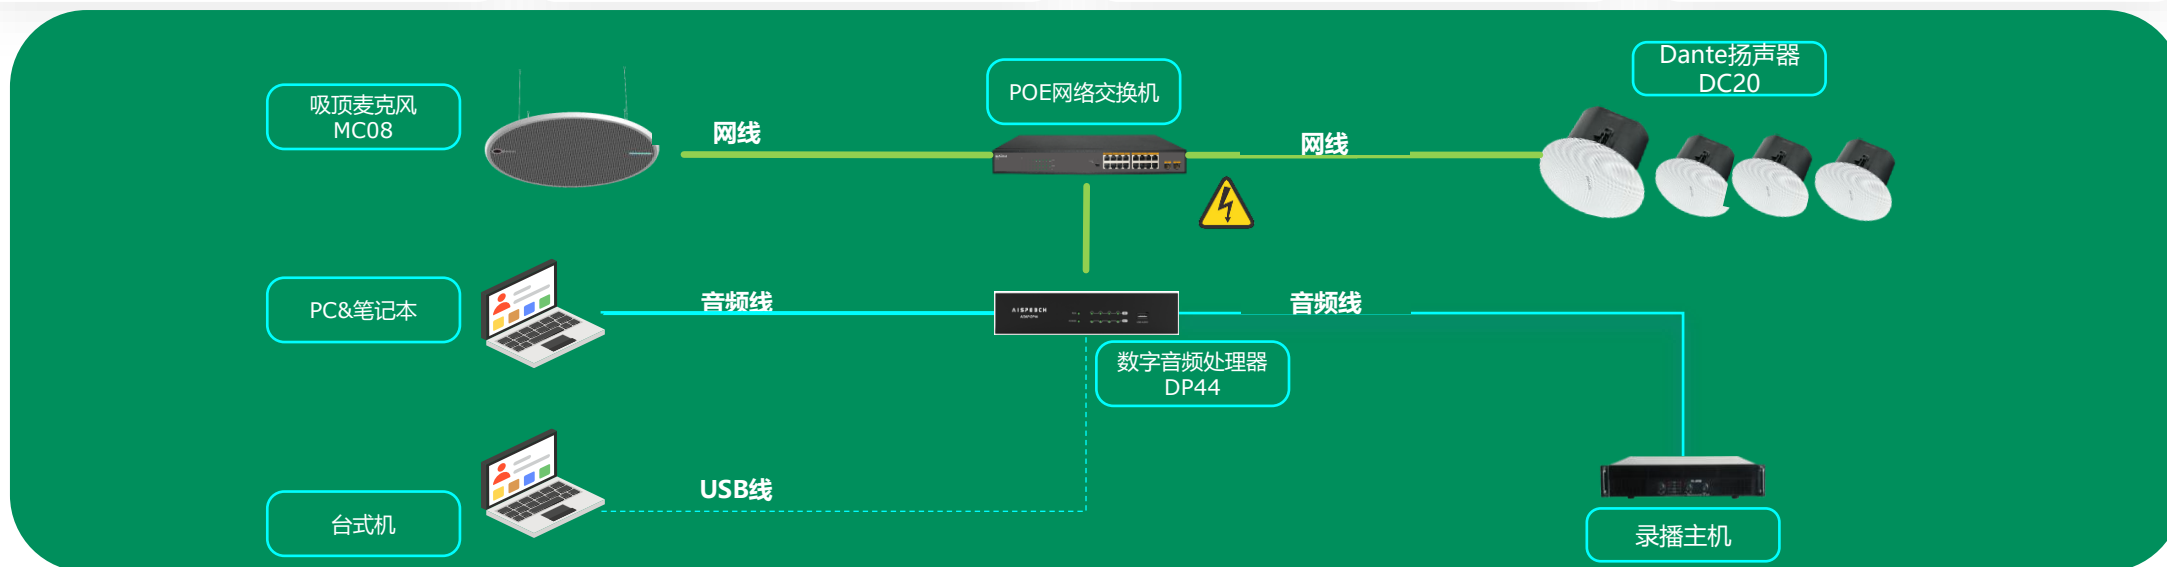 Dante扬声器
DC20
吸顶麦克风
MC08
POE网络交换机
网线
网线
PC&笔记本
音频线
音频线
AISPEECH
数字音频处理器
DP44
USB线
台式机
录播主机